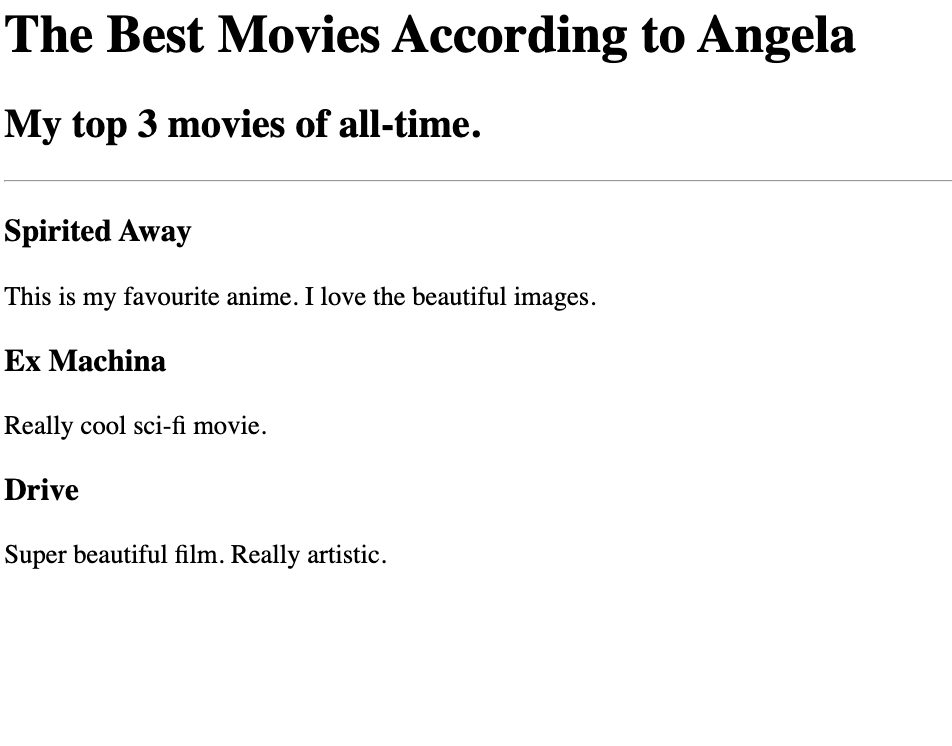 The Best Movies According to Angela
My top 3 movies of all-time.
Spirited Away
This is my favourite anime. I love the beautiful images.
Ex Machina
Really cool sci-fi movie.
Drive
Super beautiful film. Really artistic.